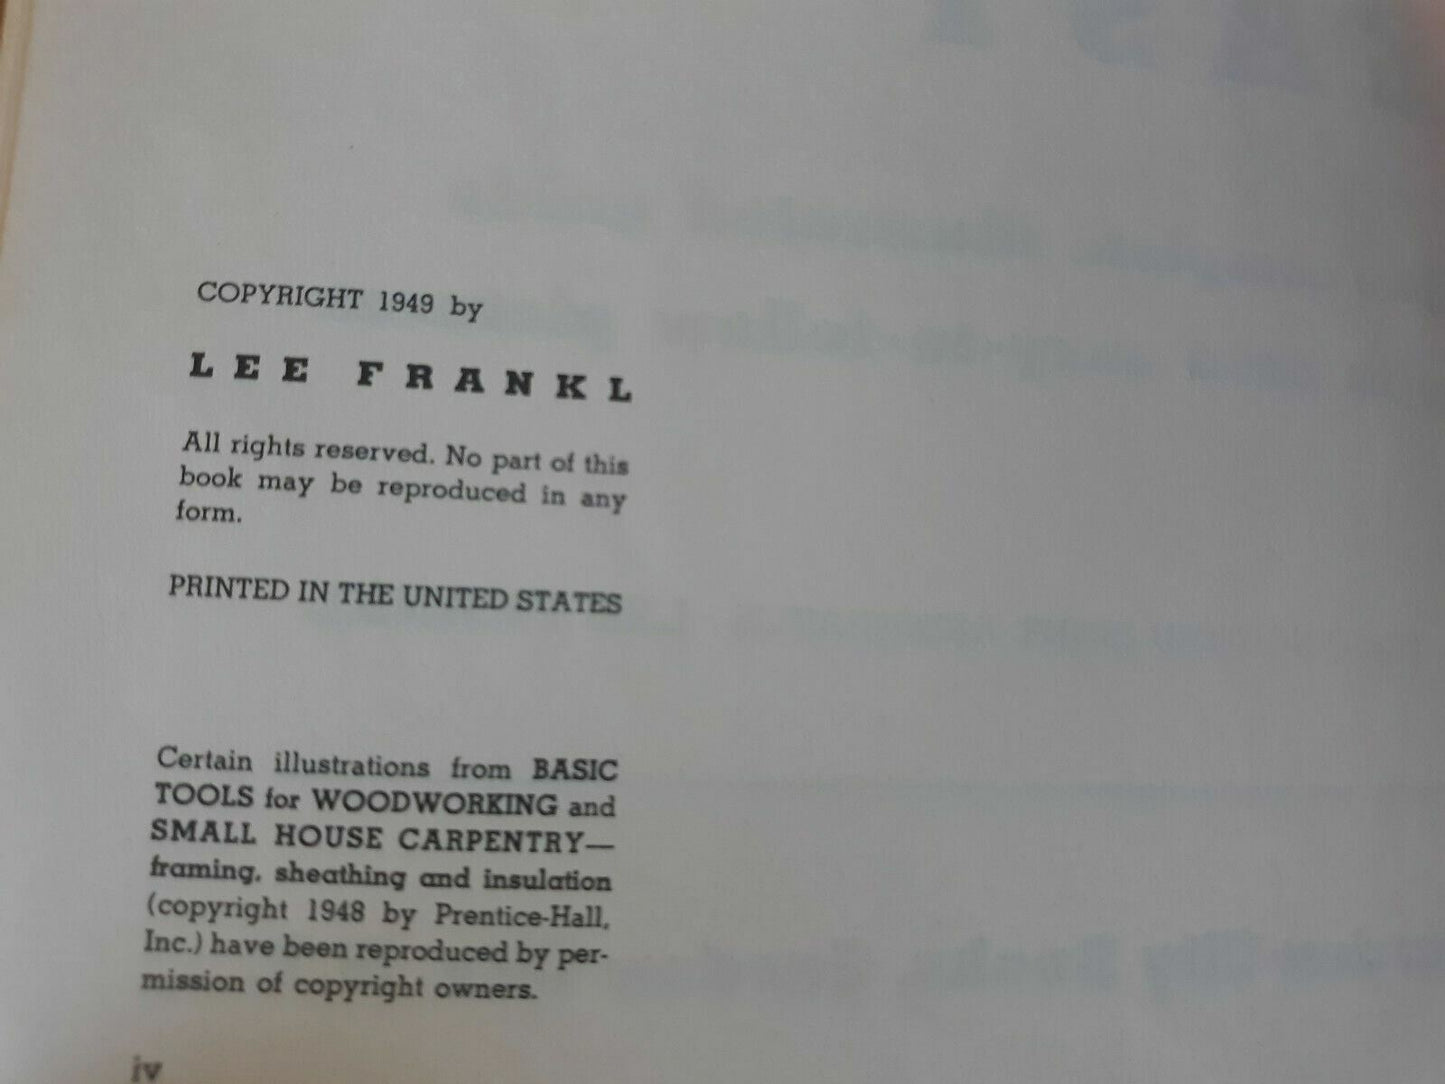 COPYRIGHT 1949 by
LEE FRANKL
All rights reserved. No part of this
book may be reproduced in any
form.
PRINTED IN THE UNITED STATES
Certain illustrations from BASIC
TOOLS for WOODWORKING and
SMALL HOUSE CARPENTRY—
framing, sheathing and insulation
(copyright 1948 by Prentice-Hall,
Inc.) have been reproduced by per-
mission of copyright owners.
iv